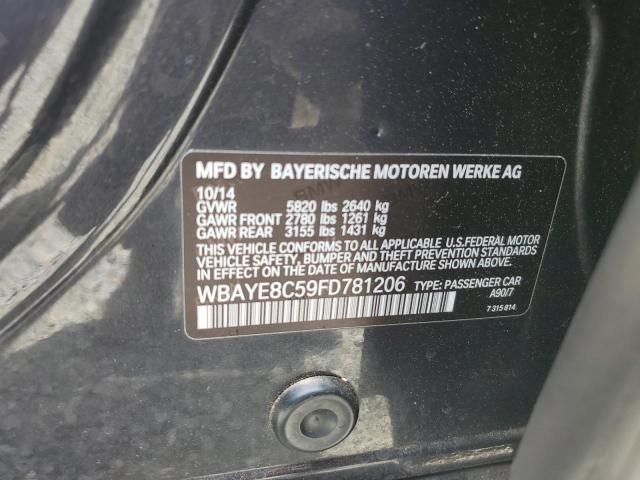 MFD BY BAYERISCHE MOTOREN WERKE AG
10/14
GVWR 5820 lbs 2640 kg
GAWR FRONT 2780 lbs 1261 kg
GAWR REAR 3155 lbs 1431 kg
THIS VEHICLE CONFORMS TO ALL APPLICABLE U.S.FEDERAL MOTOR
VEHICLE SAFETY, BUMPER AND THEFT PREVENTION STANDARDS
IN EFFECT ON THE DATE OF MANUFACTURE SHOWN ABOVE.
WBAYE8C59FD781206 TYPE: PASSENGER CAR
A90/7
7 315 814